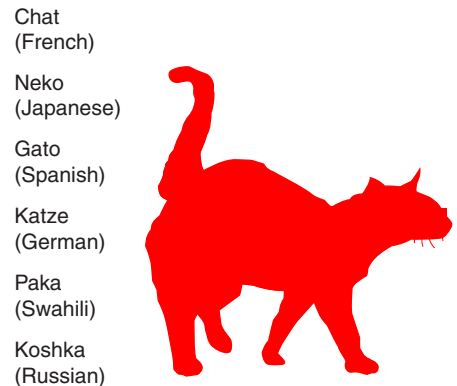 Chat
(French)
Neko
(Japanese)
Gato
(Spanish)
Katze
(German)
Paka
(Swahili)
Koshka
(Russian)